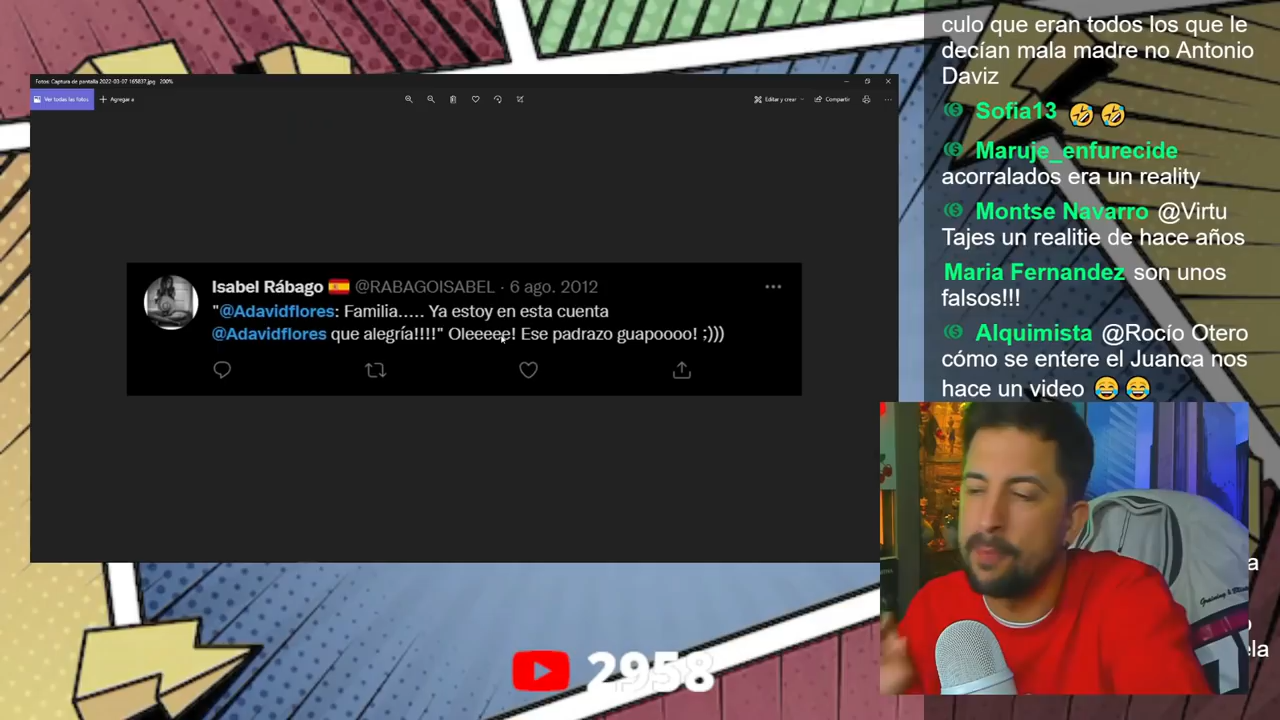 Fotos: Captura de pantalla 2022-03-07 165837.jpg 200%
Ver todas las fotos
Agregar a
Editar y crear
Compartir
Isabel Rábago 🇪🇸 @RABAGOISABEL · 6 ago. 2012
"@Adavidflores: Familia..... Ya estoy en esta cuenta
@Adavidflores que alegría!!!!" Oleeeee! Ese padrazo guapoooo! ;)))
culo que eran todos los que le
decían mala madre no Antonio
Daviz
Sofia13 🤣 🤣
Maruje_enfurecide
acorralados era un reality
Montse Navarro @Virtu
Tajes un realitie de hace años
Maria Fernandez son unos
falsos!!!
Alquimista @Rocío Otero
cómo se entere el Juanca nos
hace un video 😂 😂
2958